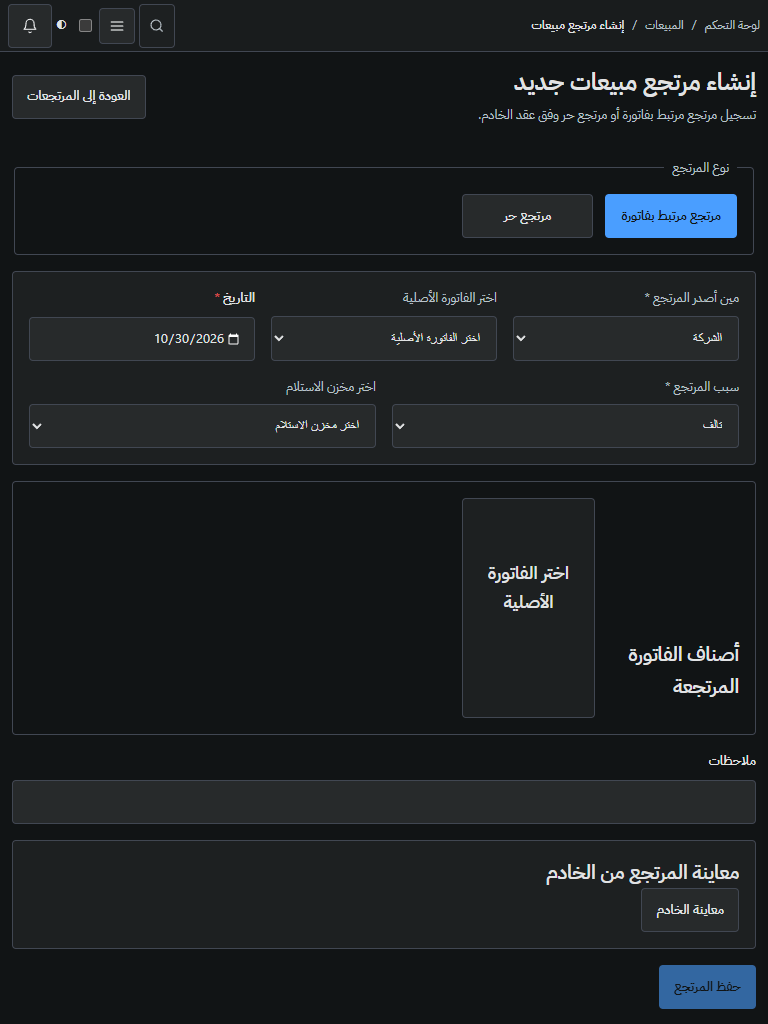 لوحة التحكم / المبيعات / إنشاء مرتجع مبيعات
إنشاء مرتجع مبيعات جديد
العودة إلى المرتجعات
تسجيل مرتجع مرتبط بفاتورة أو مرتجع حر وفق عقد الخادم.
نوع المرتجع
مرتجع مرتبط بفاتورة
مرتجع حر
مين أصدر المرتجع *
اختر الفاتورة الأصلية
التاريخ *
الشركة
اختر الفاتورة الأصلية
10/30/2026
سبب المرتجع *
اختر مخزن الاستلام
تالف
اختر مخزن الاستلام
اختر الفاتورة
الأصلية
أصناف الفاتورة
المرتجعة
ملاحظات
معاينة المرتجع من الخادم
معاينة الخادم
حفظ المرتجع